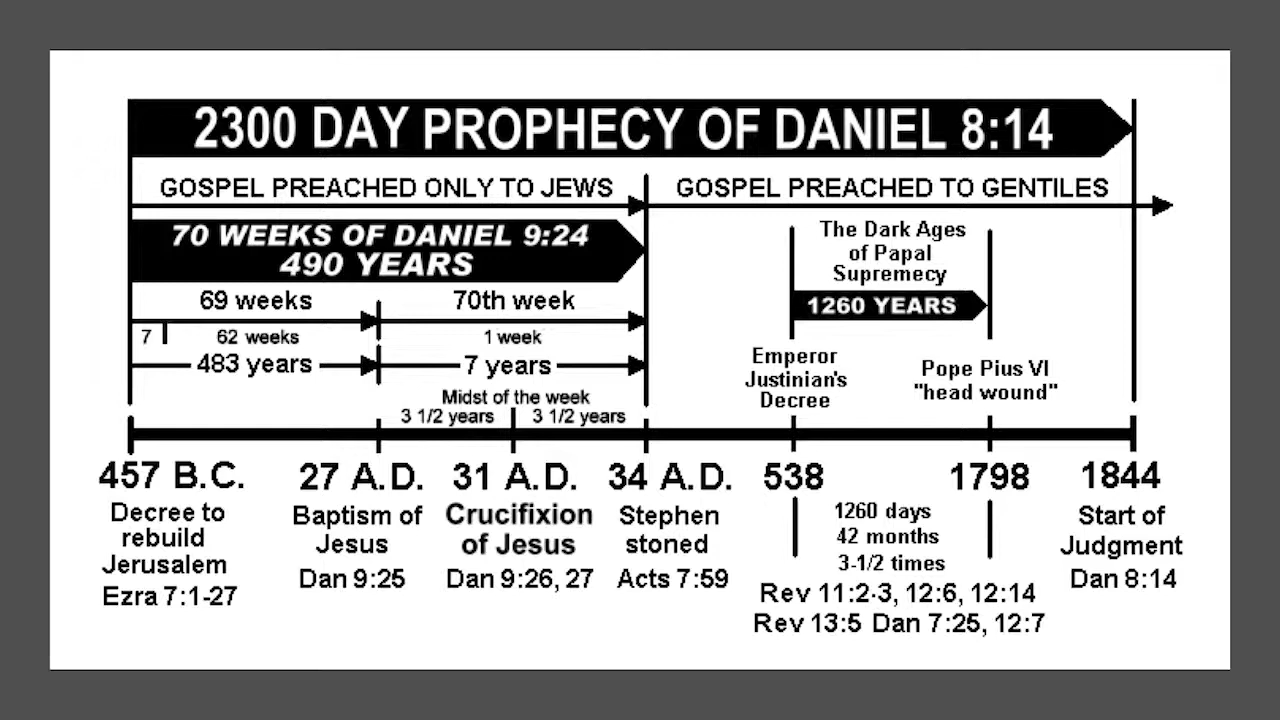 2300 DAY PROPHECY OF DANIEL 8:14
GOSPEL PREACHED ONLY TO JEWS
GOSPEL PREACHED TO GENTILES
70 WEEKS OF DANIEL 9:24
490 YEARS
The Dark Ages
of Papal
Supremecy
1260 YEARS
69 weeks
70th week
7
62 weeks
1 week
483 years
7 years
Emperor
Justinian's
Decree
Pope Pius VI
"head wound"
Midst of the week
3 1/2 years
3 1/2 years
457 B.C.
Decree to
rebuild
Jerusalem
Ezra 7:1-27
27 A.D.
Baptism of
Jesus
Dan 9:25
31 A.D.
Crucifixion
of Jesus
Dan 9:26, 27
34 A.D.
Stephen
stoned
Acts 7:59
538
1798
1260 days
42 months
3-1/2 times
Rev 11:2-3, 12:6, 12:14
Rev 13:5 Dan 7:25, 12:7
1844
Start of
Judgment
Dan 8:14